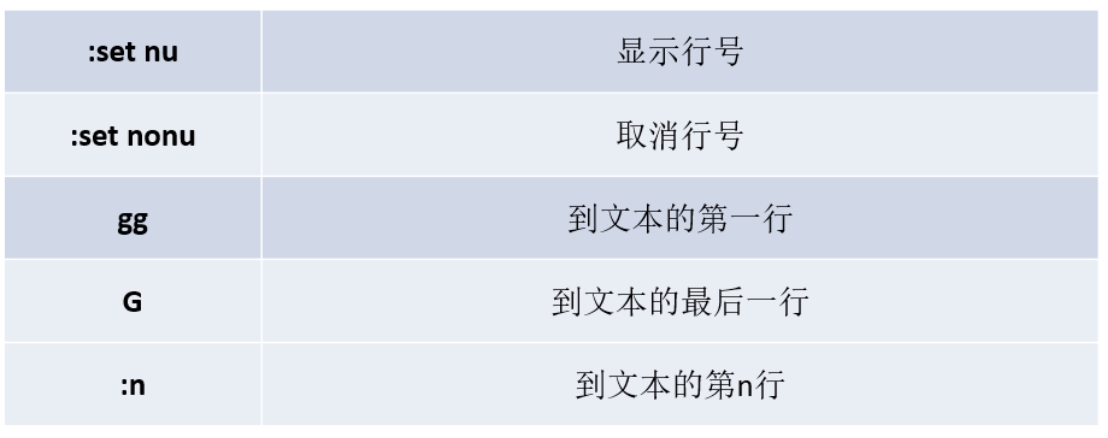 :set nu 显示行号
:set nonu 取消行号
gg 到文本的第一行
G 到文本的最后一行
:n 到文本的第n行